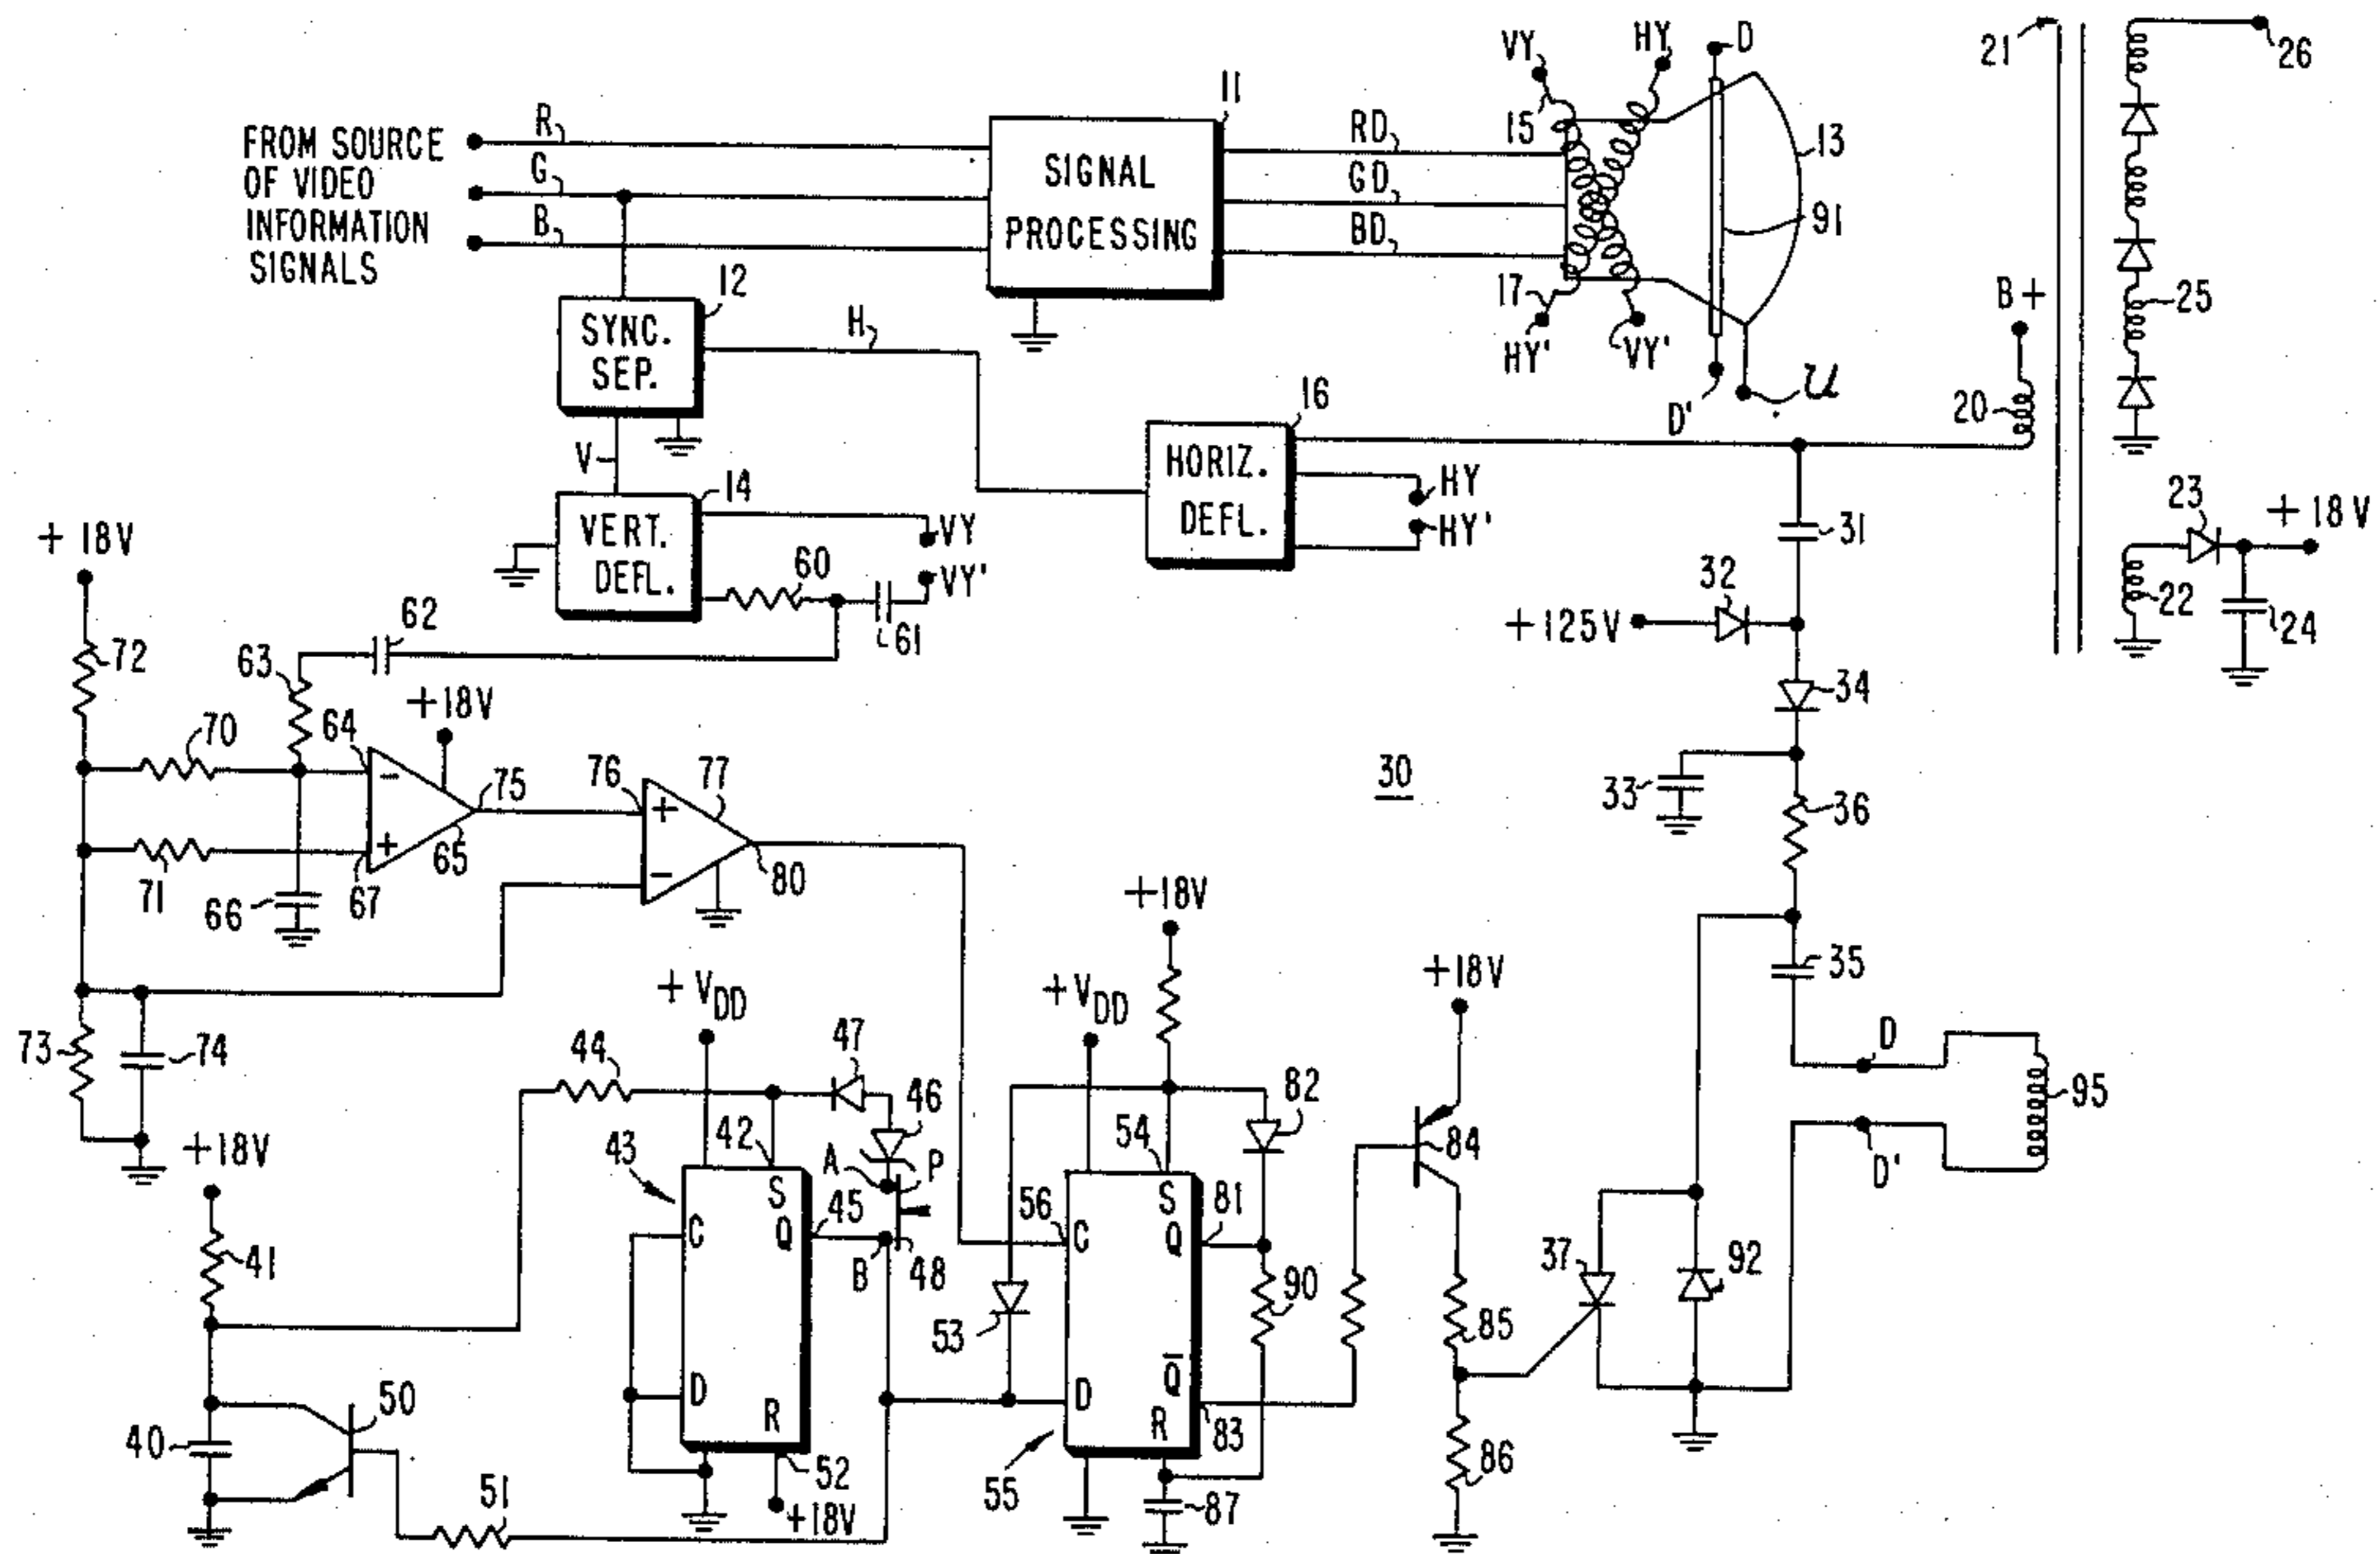 FROM SOURCE
OF VIDEO
INFORMATION
SIGNALS
R
G
B
11
SIGNAL
PROCESSING
RD
GD
BD
VY
HY
D
15
13
91
17
HY'
VY'
D'
U
21
26
B+
25
20
12
SYNC.
SEP.
H
V
14
VERT.
DEFL.
VY
VY'
60
61
16
HORIZ.
DEFL.
HY
HY'
31
32
+125V
34
33
36
35
30
23
+18V
22
24
+18V
72
62
63
+18V
70
64
−
75
76
77
+
+
65
−
80
71
66
67
73
74
+18V
41
40
50
51
44
+VDD
47
46
42
43
A
P
S
Q
45
C
B
48
D
R
52
+18V
+18V
+VDD
54
82
56
C
S
Q
81
53
90
D
Q̄
R
83
55
87
+18V
84
85
86
37
92
D
95
D'